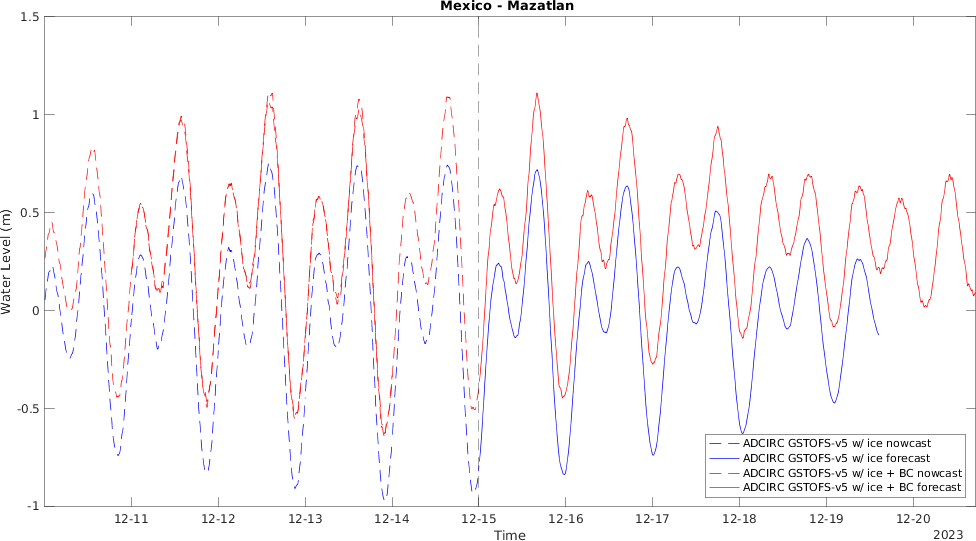 Mexico - Mazatlan
Water Level (m)
1.5
1
0.5
0
-0.5
-1
12-11
12-12
12-13
12-14
12-15
12-16
12-17
12-18
12-19
12-20
Time
2023
ADCIRC GSTOFS-v5 w/ ice nowcast
ADCIRC GSTOFS-v5 w/ ice forecast
ADCIRC GSTOFS-v5 w/ ice + BC nowcast
ADCIRC GSTOFS-v5 w/ ice + BC forecast